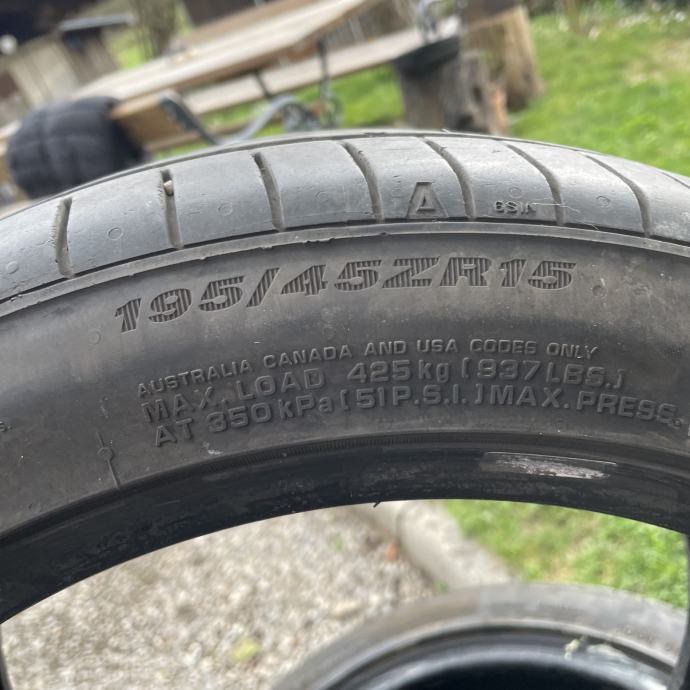 A
195/45ZR15
AUSTRALIA CANADA AND USA CODES ONLY
MAX.LOAD 425kg [937LBS.]
AT 350kPa[51P.S.I.]MAX.PRESS.